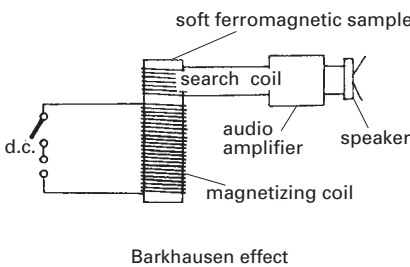 soft ferromagnetic sample
search coil
audio
amplifier
speaker
d.c.
magnetizing coil
Barkhausen effect